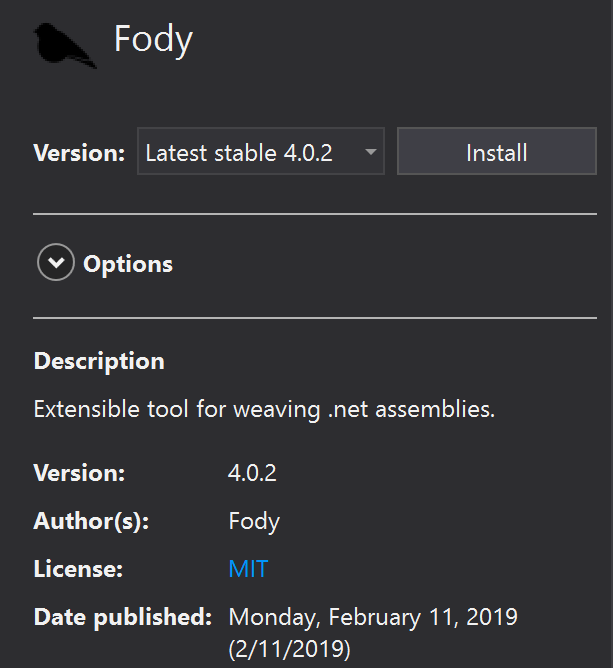 Fody
Version: Latest stable 4.0.2 Install
Options
Description
Extensible tool for weaving .net assemblies.
Version: 4.0.2
Author(s): Fody
License: MIT
Date published: Monday, February 11, 2019
(2/11/2019)